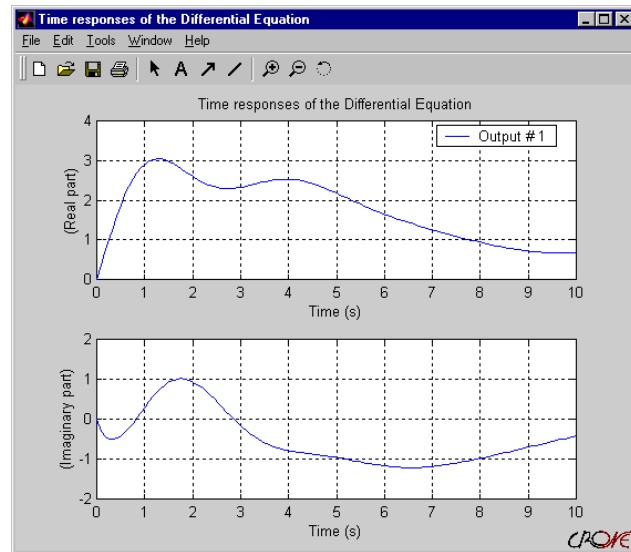 Time responses of the Differential Equation
File Edit Tools Window Help
A
Time responses of the Differential Equation
Output # 1
(Real part)
4
3
2
1
0
0 1 2 3 4 5 6 7 8 9 10
Time (s)
(Imaginary part)
2
1
0
-1
-2
0 1 2 3 4 5 6 7 8 9 10
Time (s)
CRONE